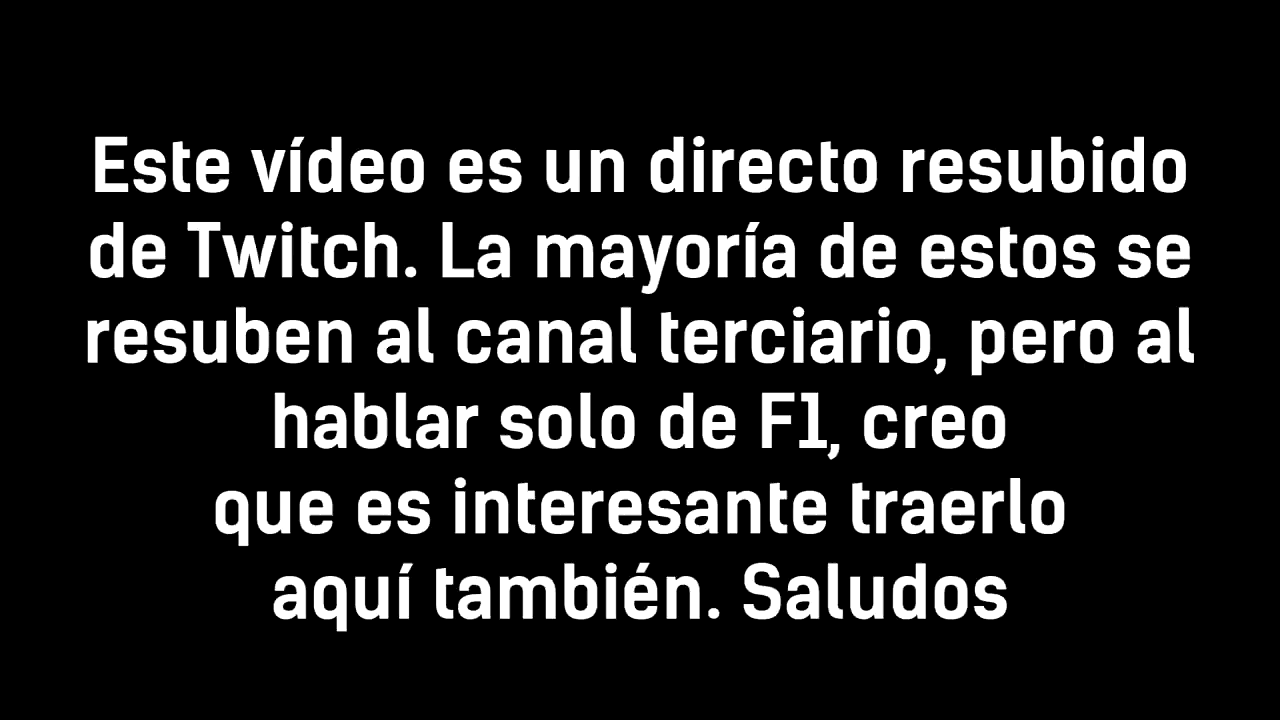 Este vídeo es un directo resubido
de Twitch. La mayoría de estos se
resuben al canal terciario, pero al
hablar solo de F1, creo
que es interesante traerlo
aquí también. Saludos